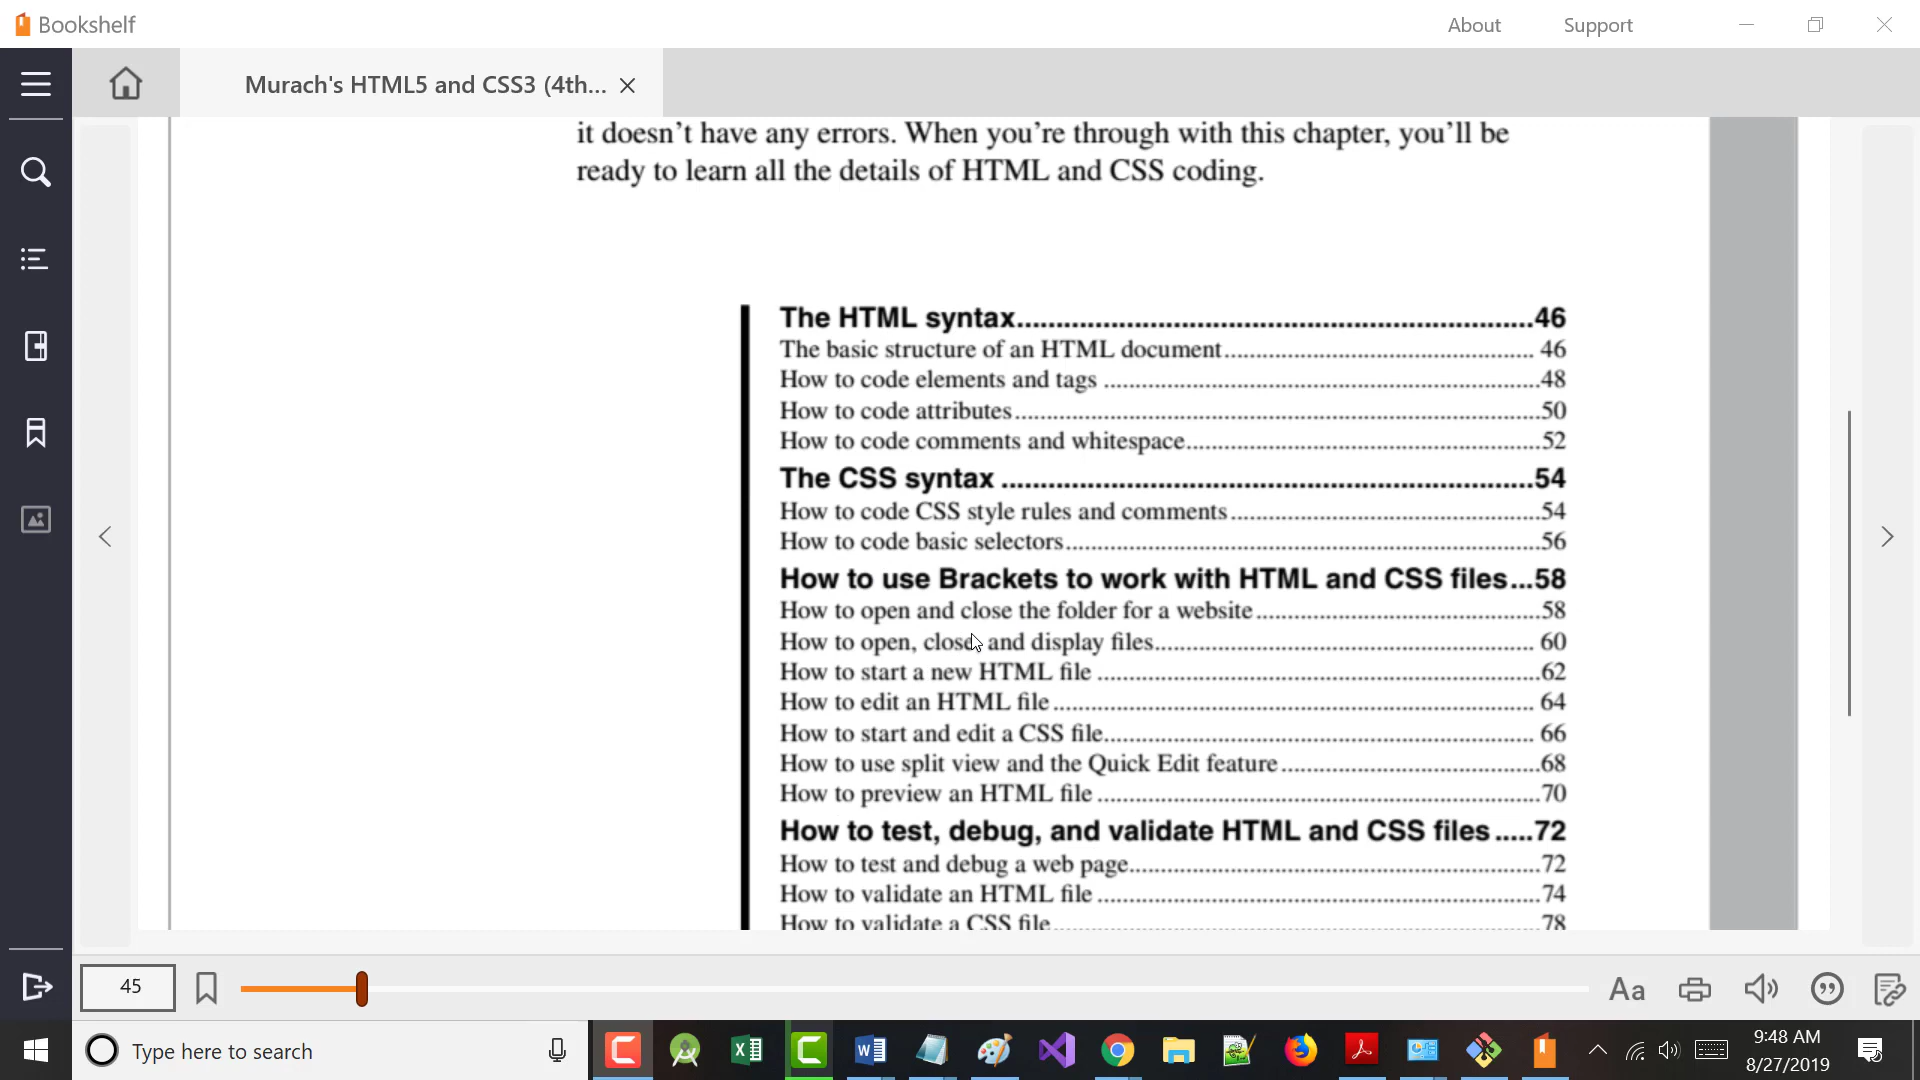 Bookshelf
About
Support
Murach's HTML5 and CSS3 (4th...
it doesn't have any errors. When you're through with this chapter, you'll be
ready to learn all the details of HTML and CSS coding.
The HTML syntax..................................................................46
The basic structure of an HTML document................................................. 46
How to code elements and tags .....................................................................48
How to code attributes...................................................................................50
How to code comments and whitespace........................................................52
The CSS syntax ....................................................................54
How to code CSS style rules and comments.................................................54
How to code basic selectors...........................................................................56
How to use Brackets to work with HTML and CSS files...58
How to open and close the folder for a website.............................................58
How to open, close, and display files............................................................ 60
How to start a new HTML file ......................................................................62
How to edit an HTML file............................................................................ 64
How to start and edit a CSS file.................................................................... 66
How to use split view and the Quick Edit feature.........................................68
How to preview an HTML file ......................................................................70
How to test, debug, and validate HTML and CSS files .....72
How to test and debug a web page.................................................................72
How to validate an HTML file ......................................................................74
How to validate a CSS file.............................................................................78
45
Aa
Type here to search
9:48 AM
8/27/2019